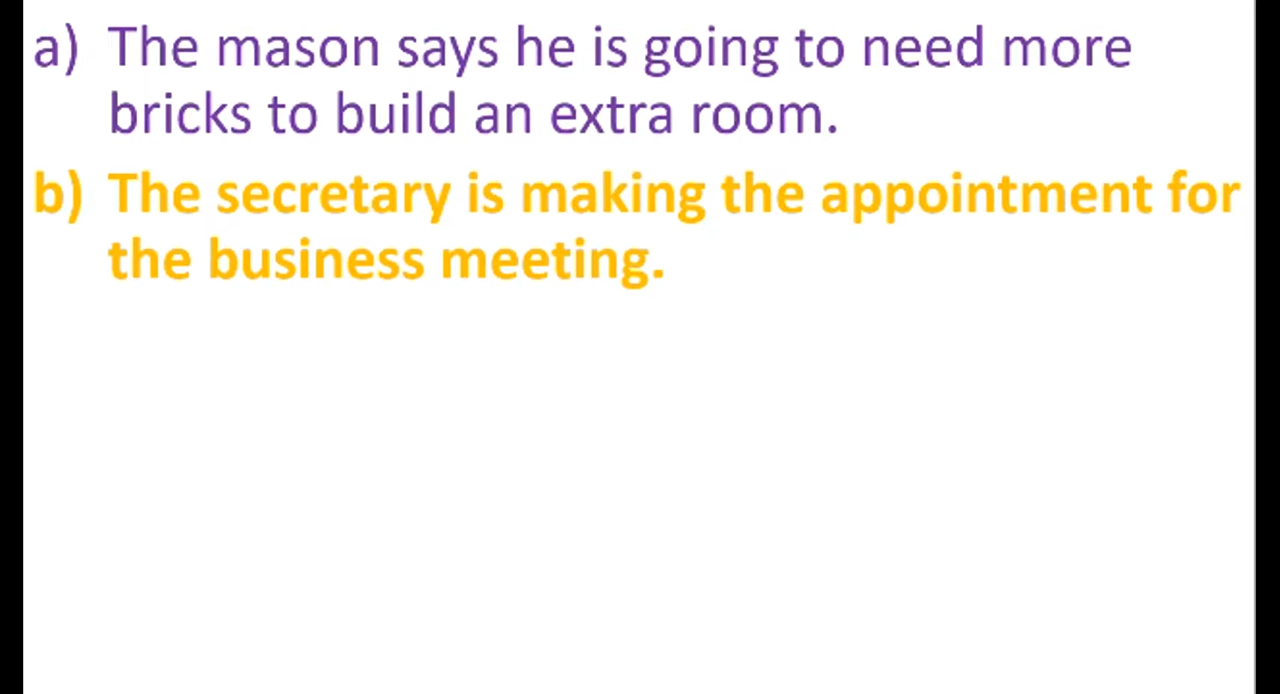 a) The mason says he is going to need more
bricks to build an extra room.
b) The secretary is making the appointment for
the business meeting.